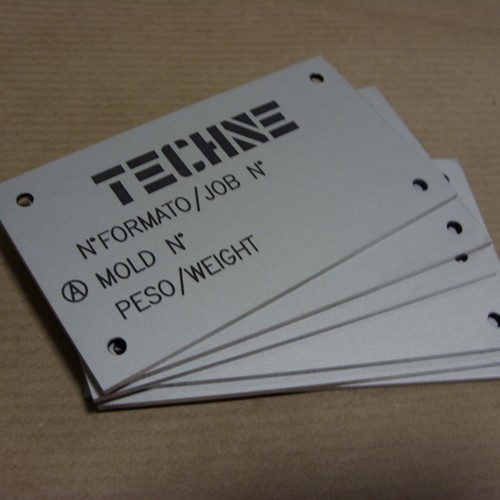 TECHNE
N°FORMATO/JOB N°
Ⓐ MOLD N°
PESO/WEIGHT